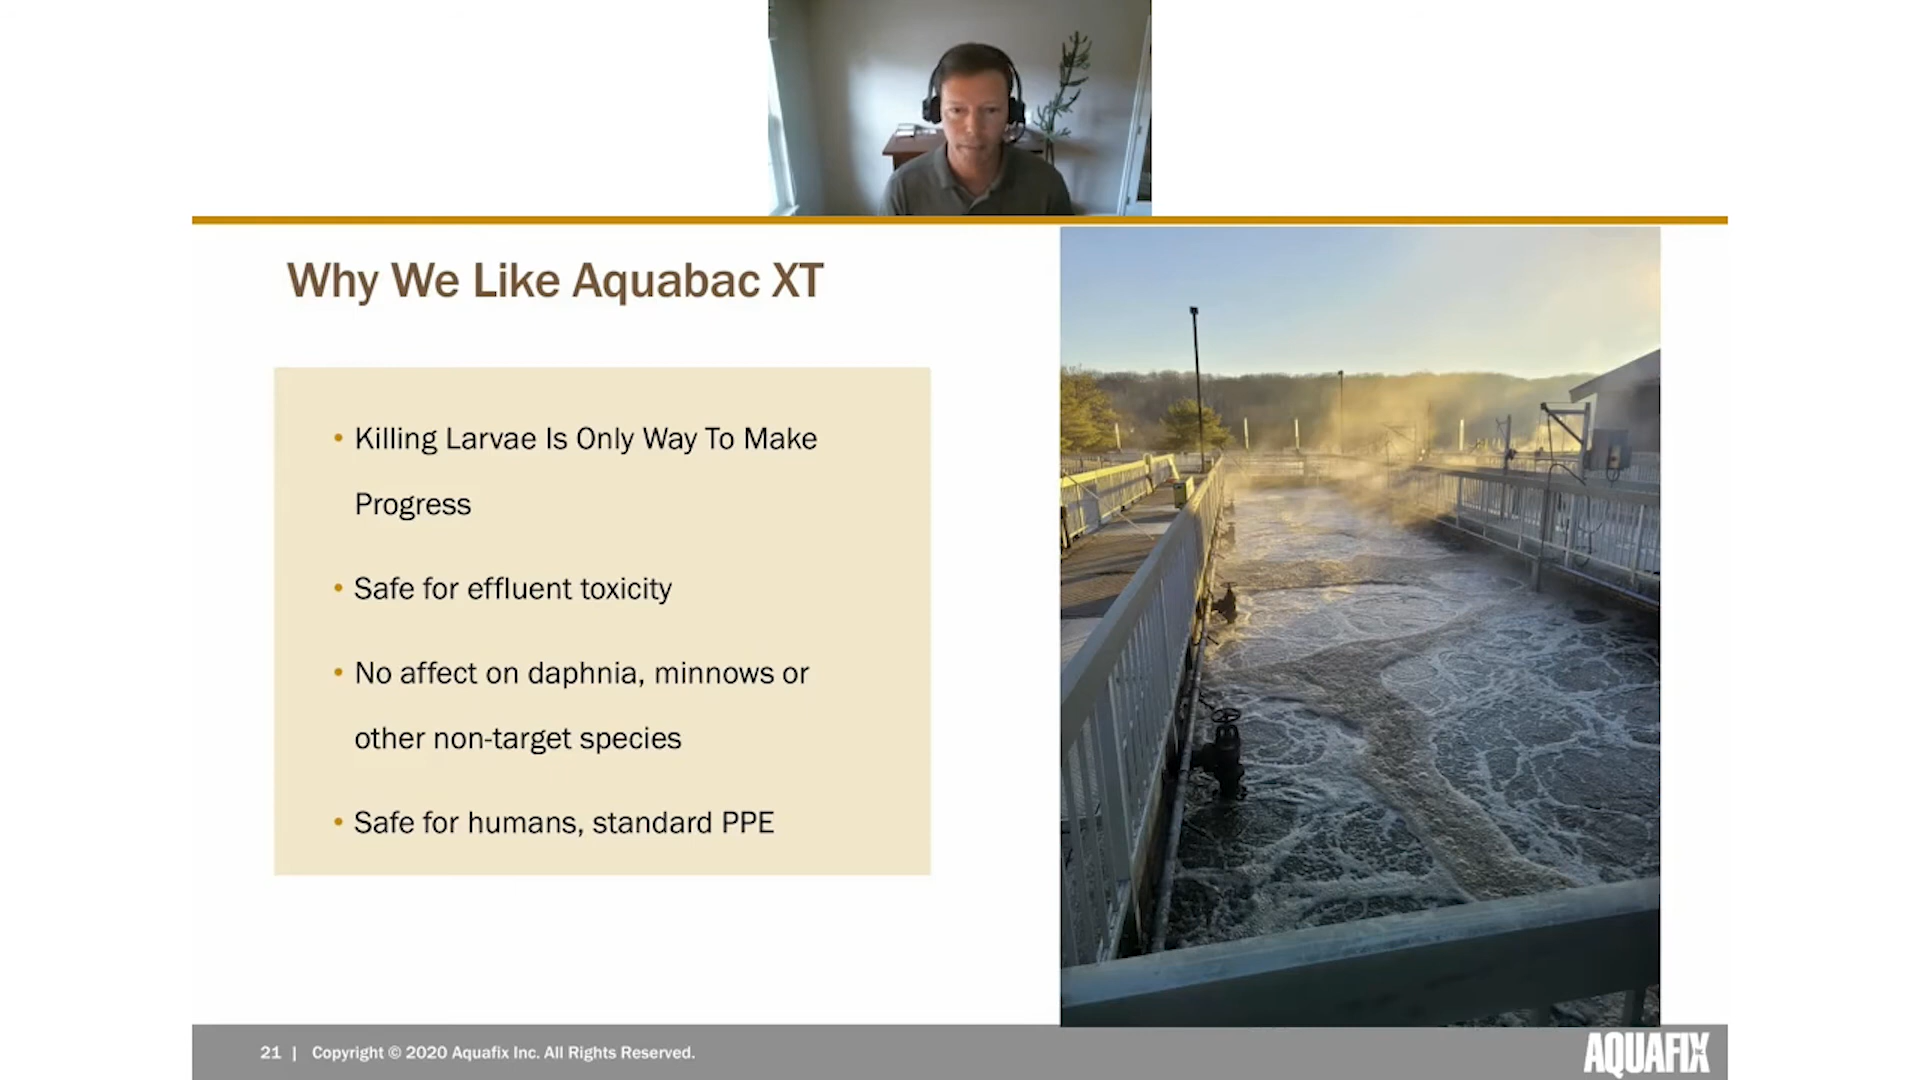 Why We Like Aquabac XT
• Killing Larvae Is Only Way To Make
Progress
• Safe for effluent toxicity
• No affect on daphnia, minnows or
other non-target species
• Safe for humans, standard PPE
21 | Copyright © 2020 Aquafix Inc. All Rights Reserved.
AQUAFIX